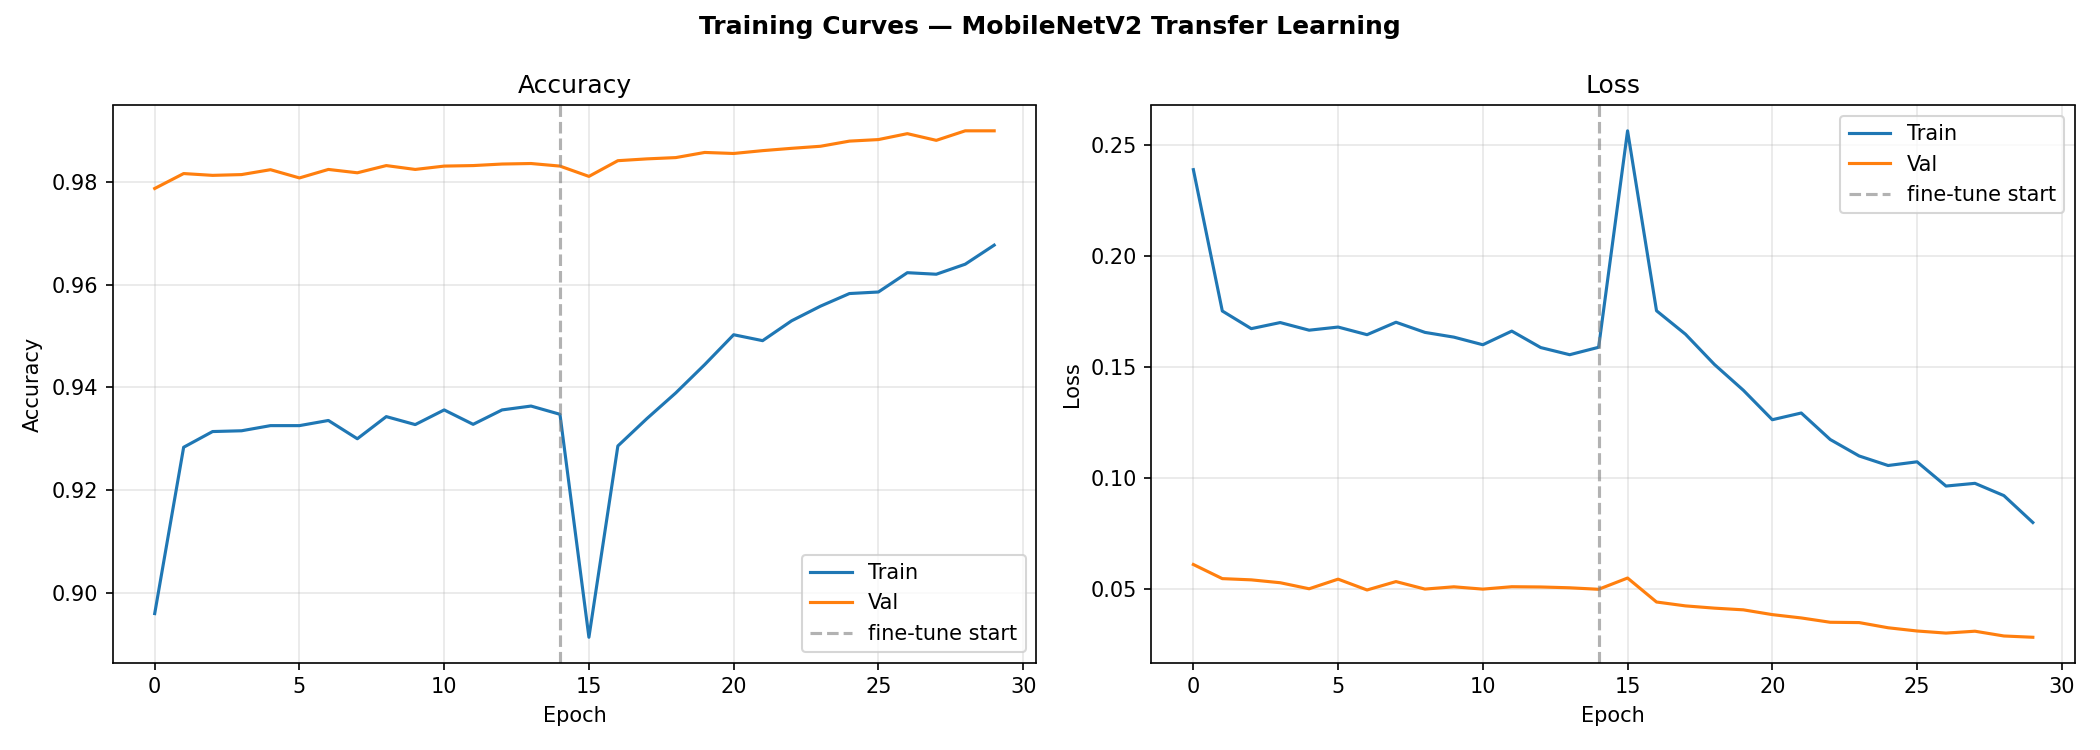 Training Curves — MobileNetV2 Transfer Learning
Accuracy
Accuracy
0.98
0.96
0.94
0.92
0.90
0 5 10 15 20 25 30
Epoch
Train
Val
fine-tune start
Loss
Loss
0.25
0.20
0.15
0.10
0.05
0 5 10 15 20 25 30
Epoch
Train
Val
fine-tune start